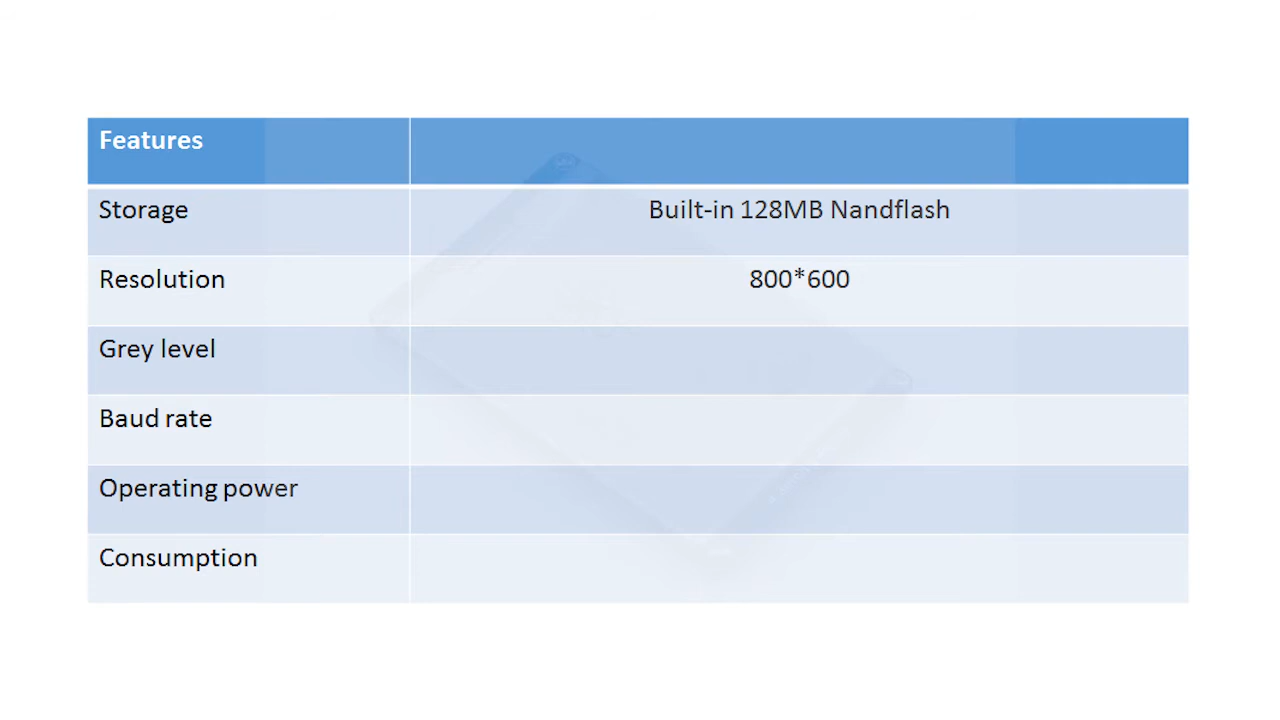 Features
Storage Built-in 128MB Nandflash
Resolution 800*600
Grey level
Baud rate
Operating power
Consumption